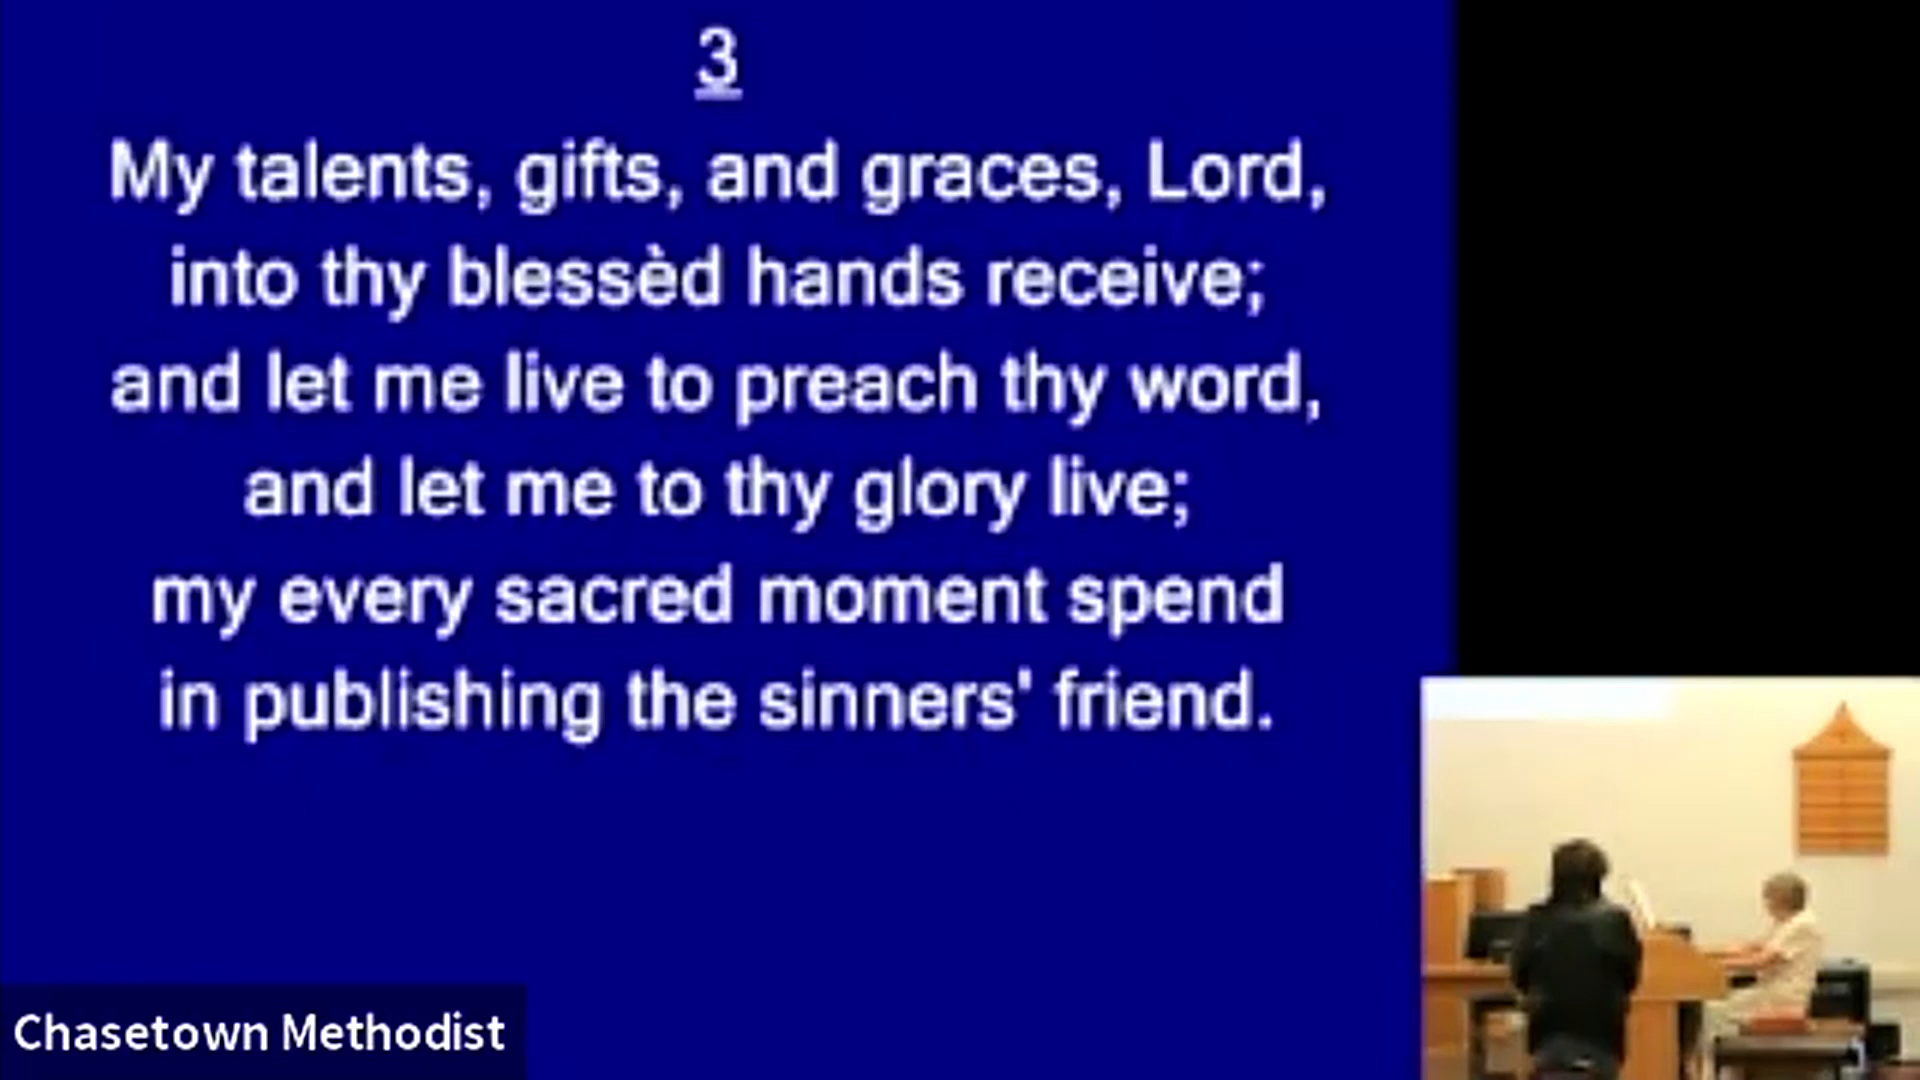 3
My talents, gifts, and graces, Lord,
into thy blessèd hands receive;
and let me live to preach thy word,
and let me to thy glory live;
my every sacred moment spend
in publishing the sinners' friend.
Chasetown Methodist